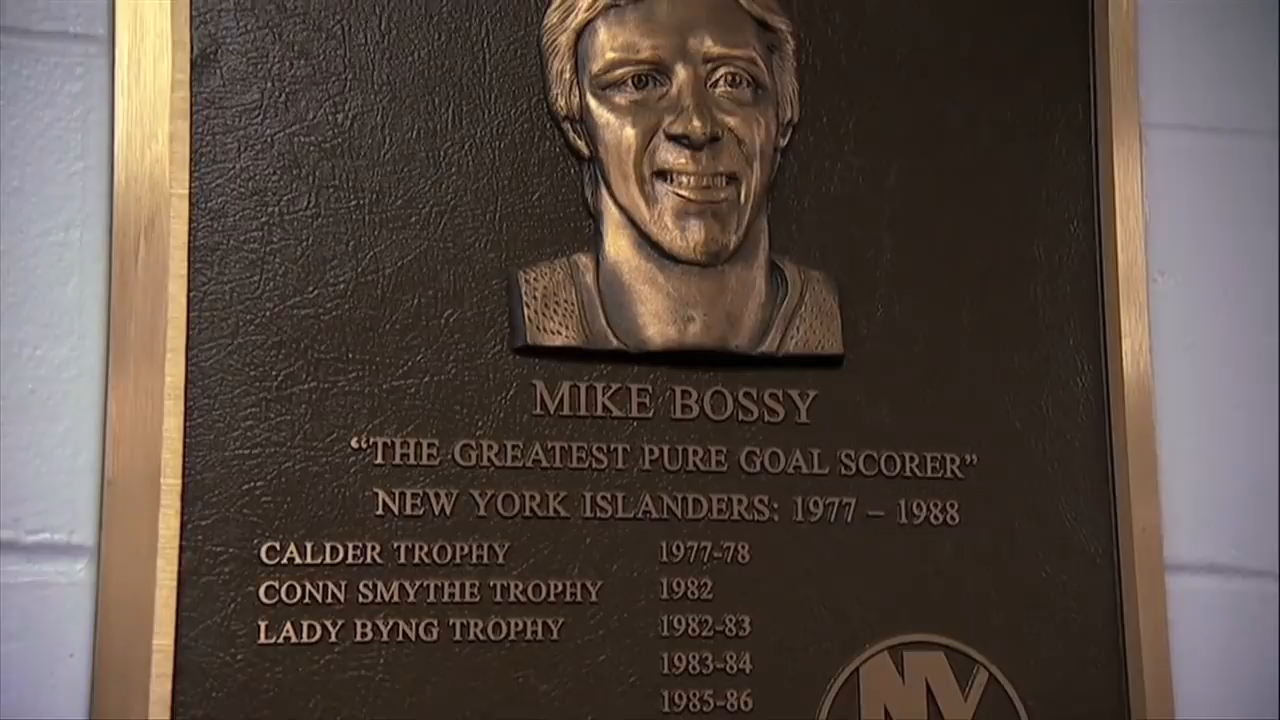 MIKE BOSSY
“THE GREATEST PURE GOAL SCORER”
NEW YORK ISLANDERS: 1977 – 1988
CALDER TROPHY 1977-78
CONN SMYTHE TROPHY 1982
LADY BYNG TROPHY 1982-83
1983-84
1985-86
NY